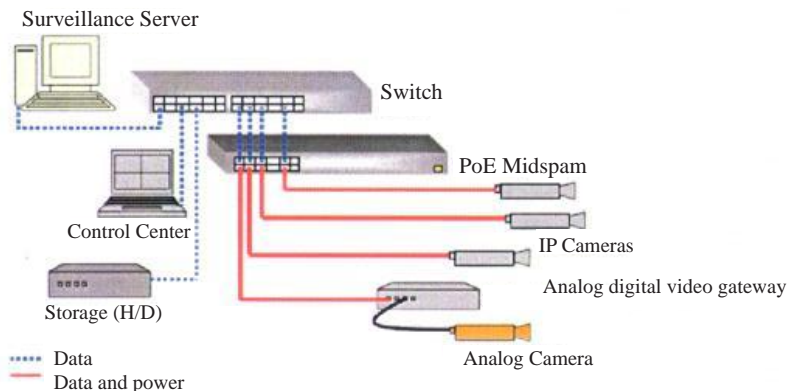 Surveillance Server
Switch
PoE Midspam
Control Center
IP Cameras
Analog digital video gateway
Storage (H/D)
Analog Camera
Data
Data and power